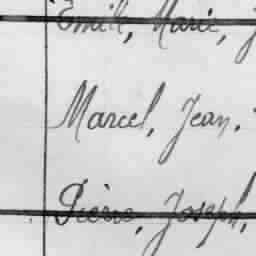 Emile, Marie, J
Marcel, Jean.
Pierre, Joseph,